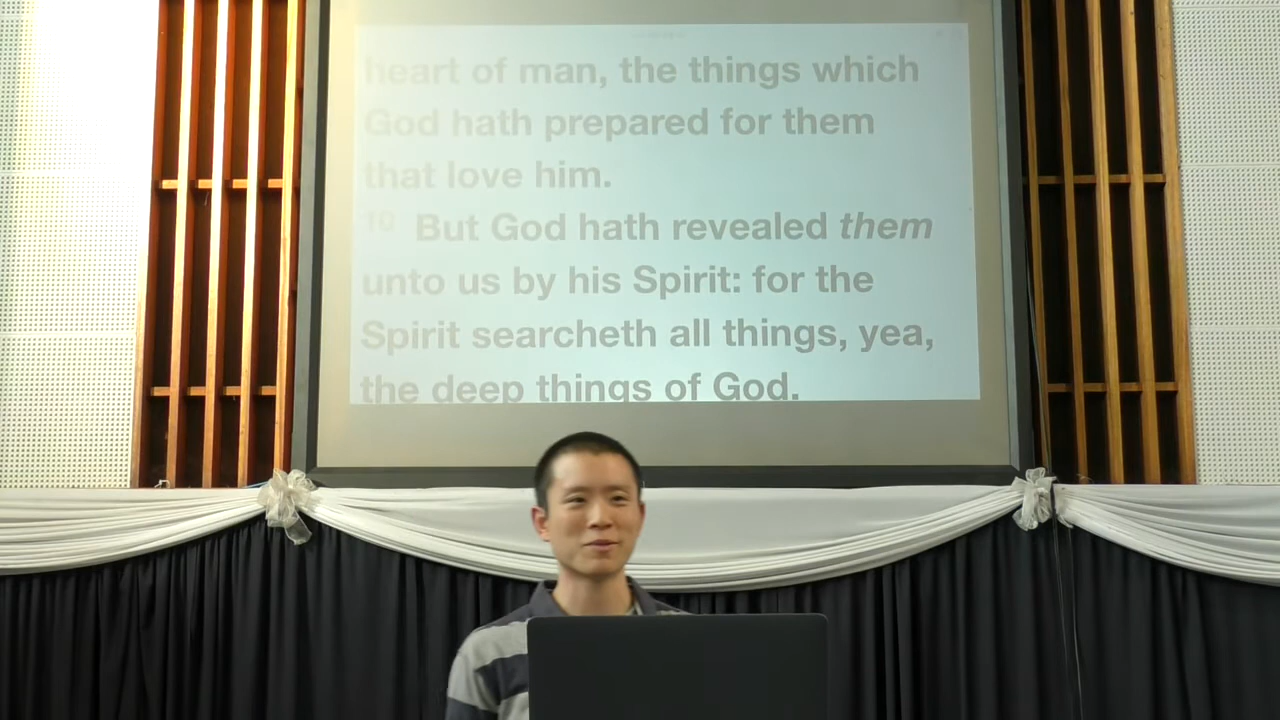 heart of man, the things which
God hath prepared for them
that love him.
10 But God hath revealed them
unto us by his Spirit: for the
Spirit searcheth all things, yea,
the deep things of God.